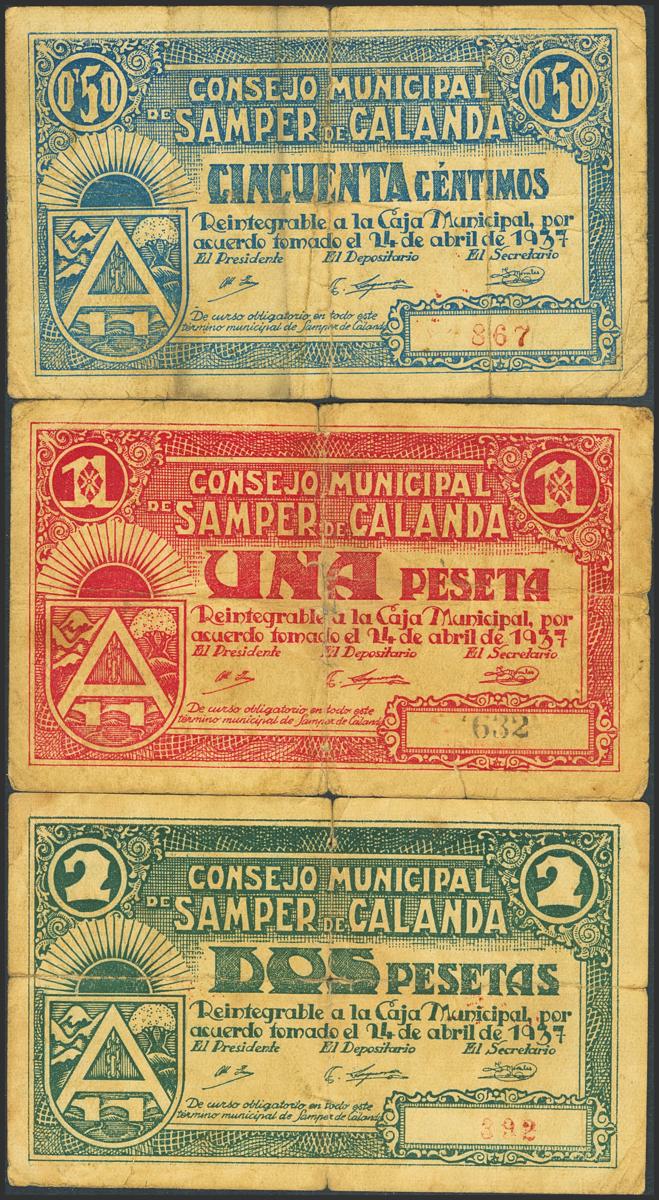 0'50 0'50
CONSEJO MUNICIPAL
DE SAMPER DE CALANDA
CINCUENTA CÉNTIMOS
Reintegrable a la Caja Municipal, por
acuerdo tomado el 24 de abril de 1937
El Presidente El Depositario El Secretario
De curso obligatorio en todo este
término municipal de Samper de Calanda
A
867
1 1
CONSEJO MUNICIPAL
DE SAMPER DE CALANDA
UNA PESETA
Reintegrable a la Caja Municipal, por
acuerdo tomado el 24 de abril de 1937
El Presidente El Depositario El Secretario
De curso obligatorio en todo este
término municipal de Samper de Calanda
A
632
2 2
CONSEJO MUNICIPAL
DE SAMPER DE CALANDA
DOS PESETAS
Reintegrable a la Caja Municipal, por
acuerdo tomado el 24 de abril de 1937
El Presidente El Depositario El Secretario
De curso obligatorio en todo este
término municipal de Samper de Calanda
A
392